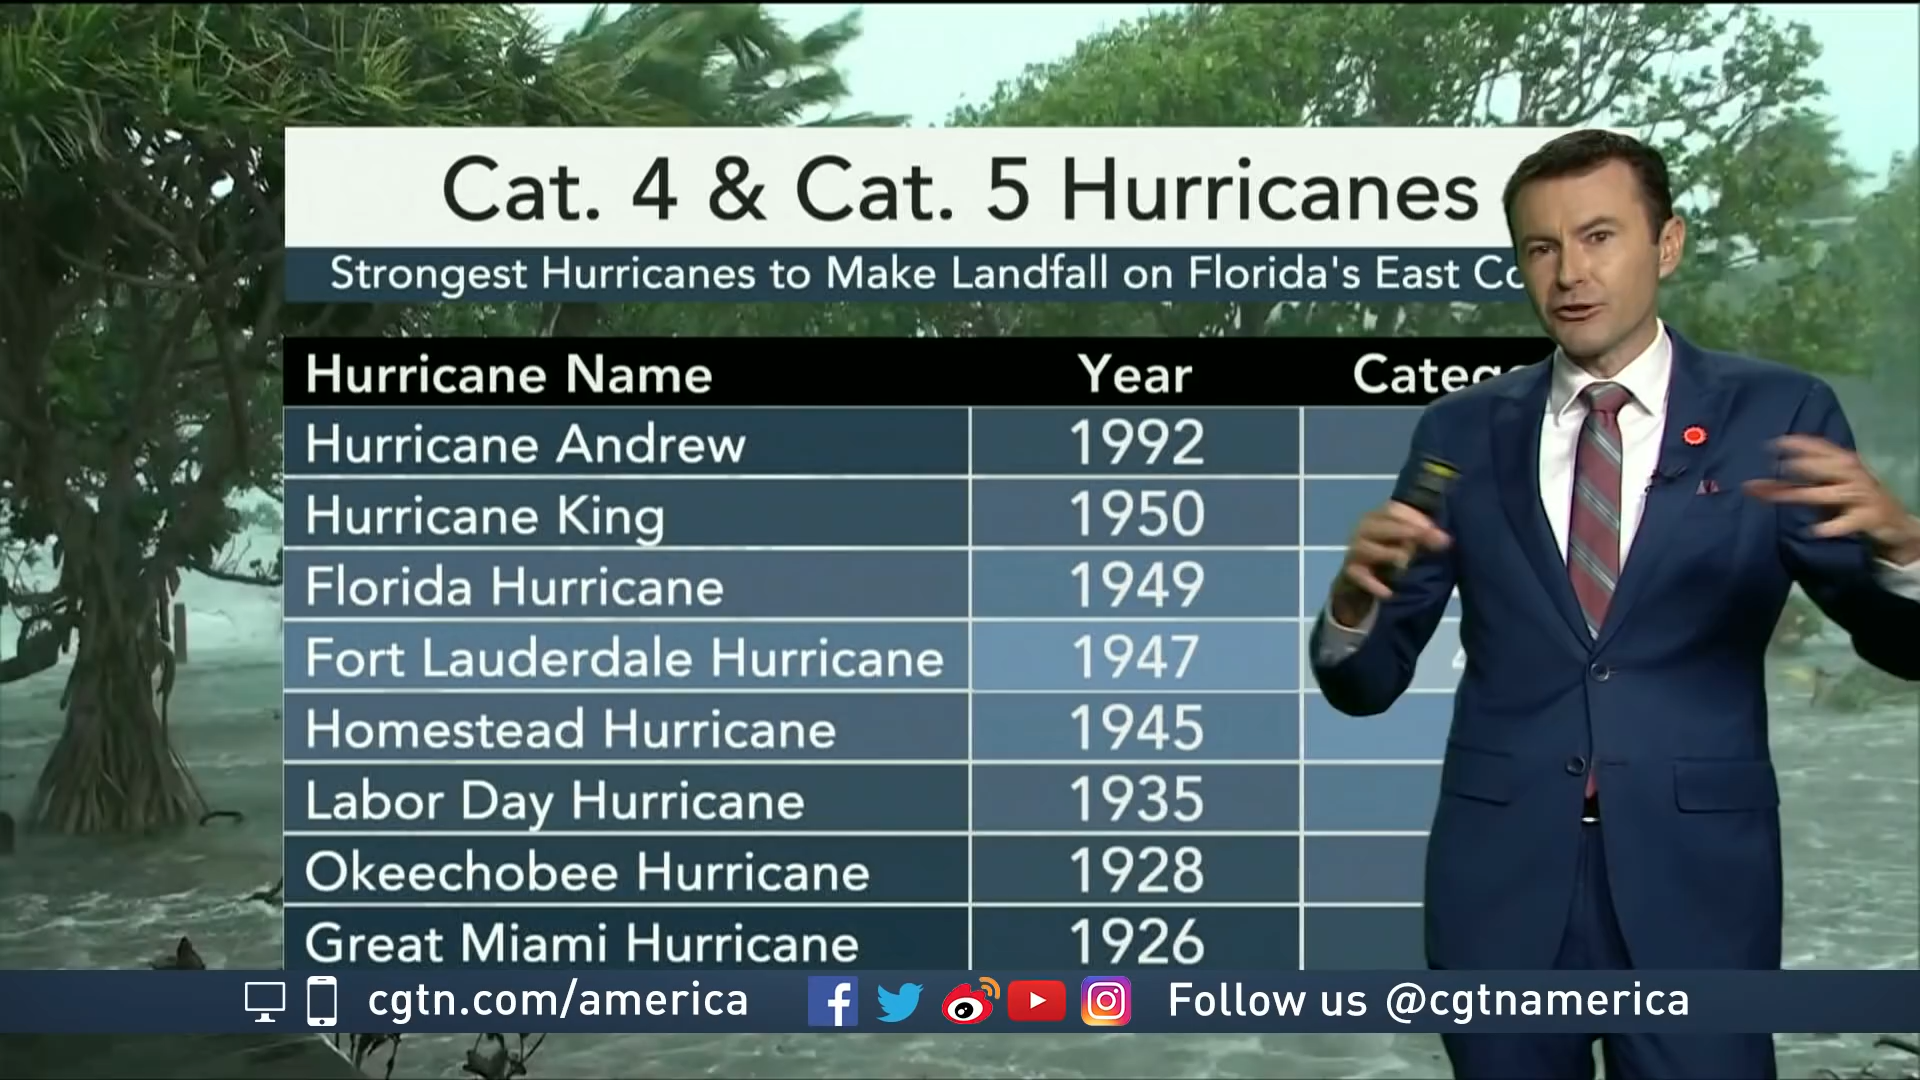 Cat. 4 & Cat. 5 Hurricanes
Strongest Hurricanes to Make Landfall on Florida's East Co
Hurricane Name Year Categ
Hurricane Andrew 1992
Hurricane King 1950
Florida Hurricane 1949
Fort Lauderdale Hurricane 1947
Homestead Hurricane 1945
Labor Day Hurricane 1935
Okeechobee Hurricane 1928
Great Miami Hurricane 1926
cgtn.com/america Follow us @cgtnamerica